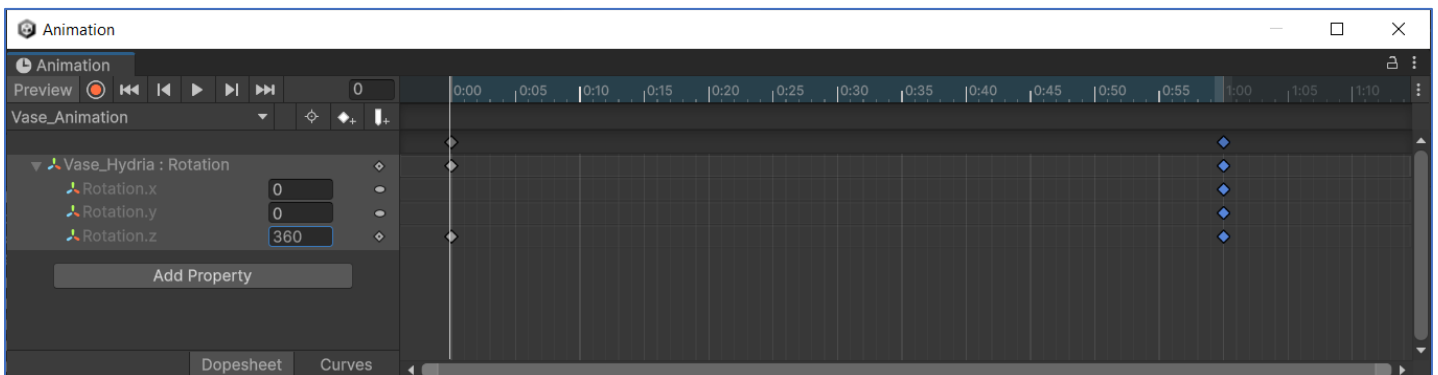 Animation
Animation
Preview 0 0:00 0:05 0:10 0:15 0:20 0:25 0:30 0:35 0:40 0:45 0:50 0:55 1:00 1:05 1:10
Vase_Animation
Vase_Hydria : Rotation
Rotation.x 0
Rotation.y 0
Rotation.z 360
Add Property
Dopesheet Curves